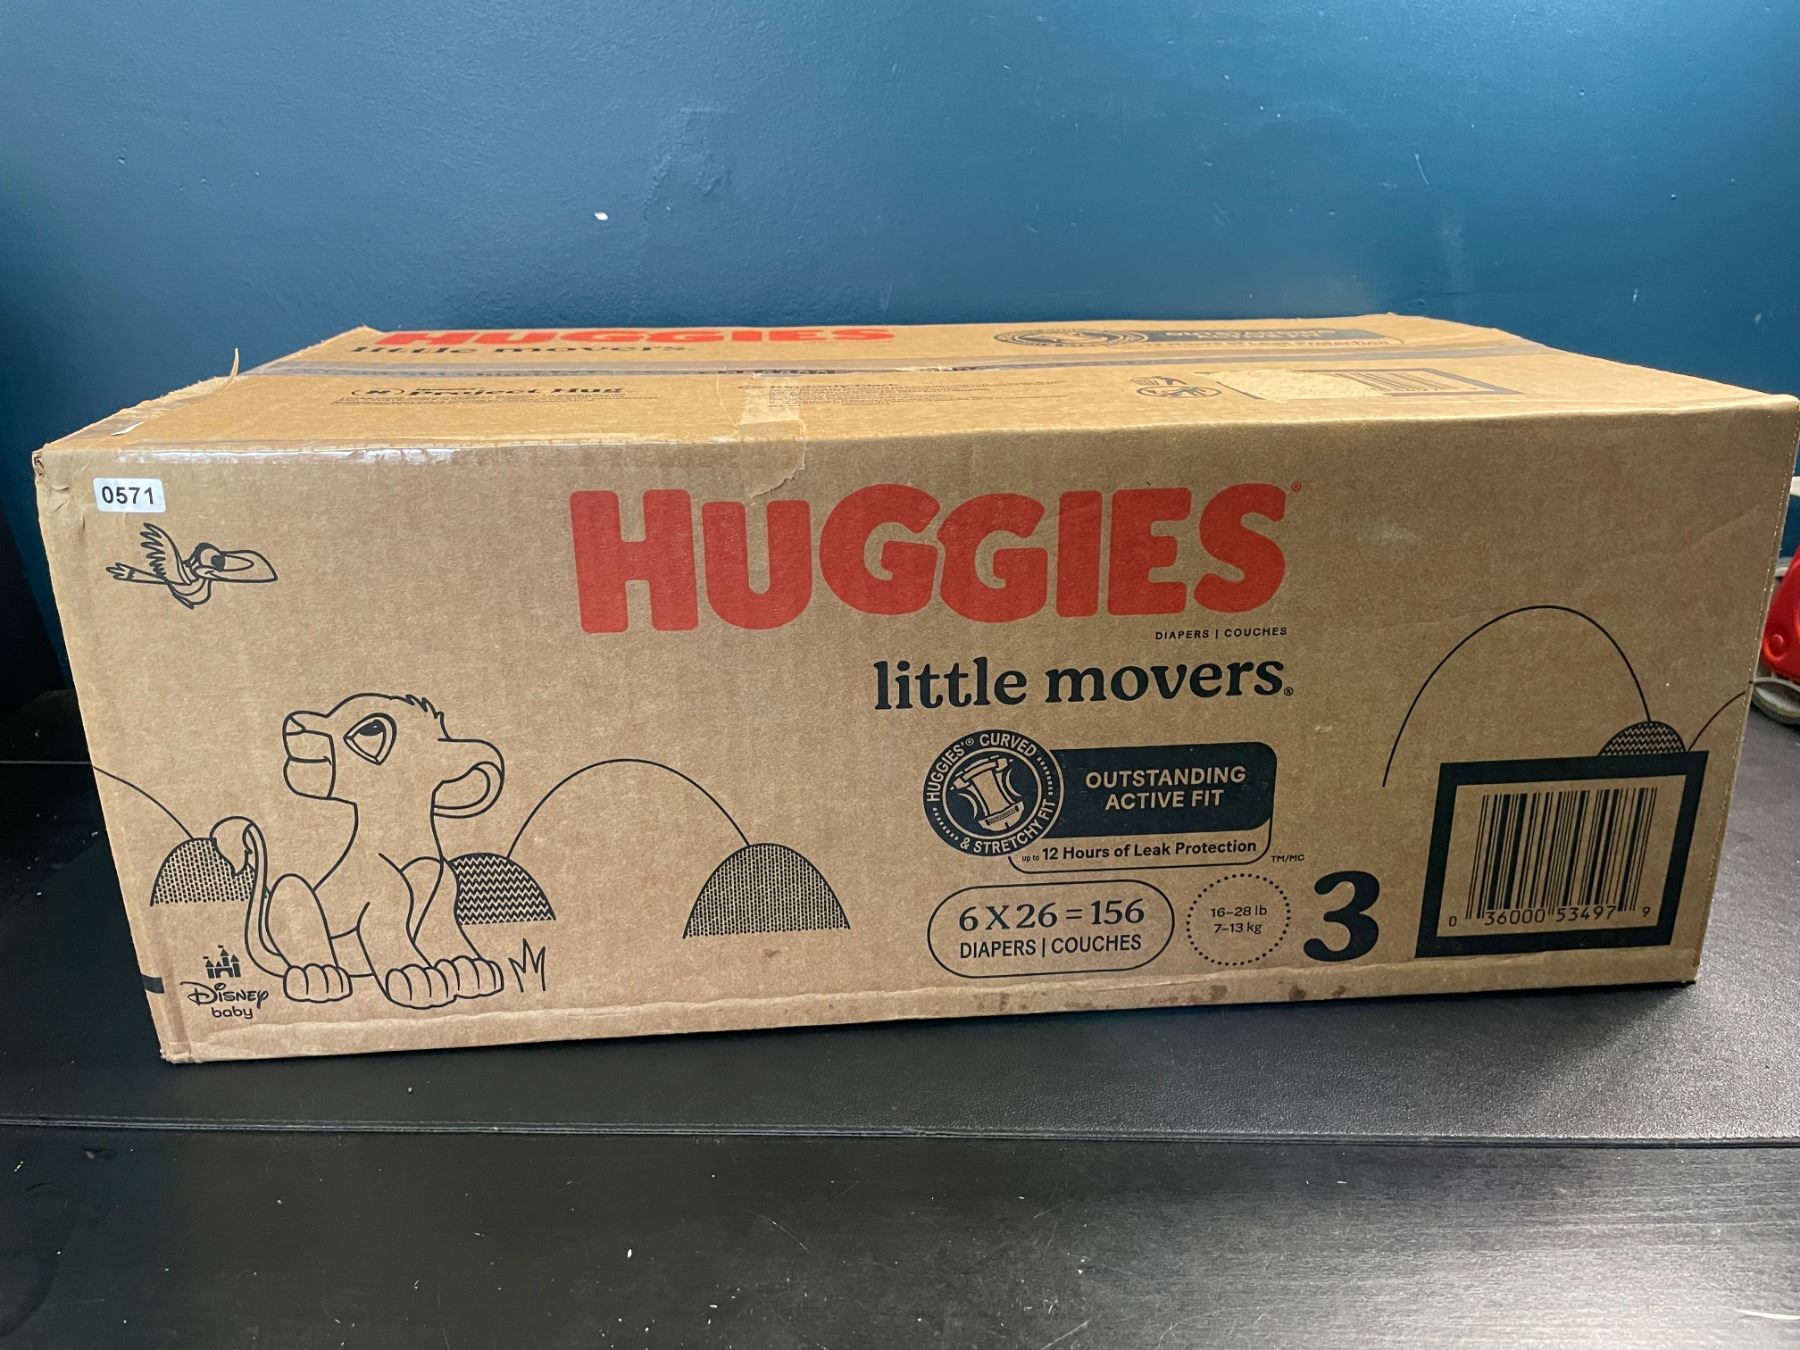 HUGGIES
little movers.
Project Hug
0571
HUGGIES®
DIAPERS | COUCHES
little movers®
HUGGIES'® CURVED
& STRETCHY FIT
OUTSTANDING
ACTIVE FIT
up to 12 Hours of Leak Protection
TM/MC
6 X 26 = 156
DIAPERS | COUCHES
16-28 lb
7-13 kg
3
0 36000 53497 9
Disney
baby